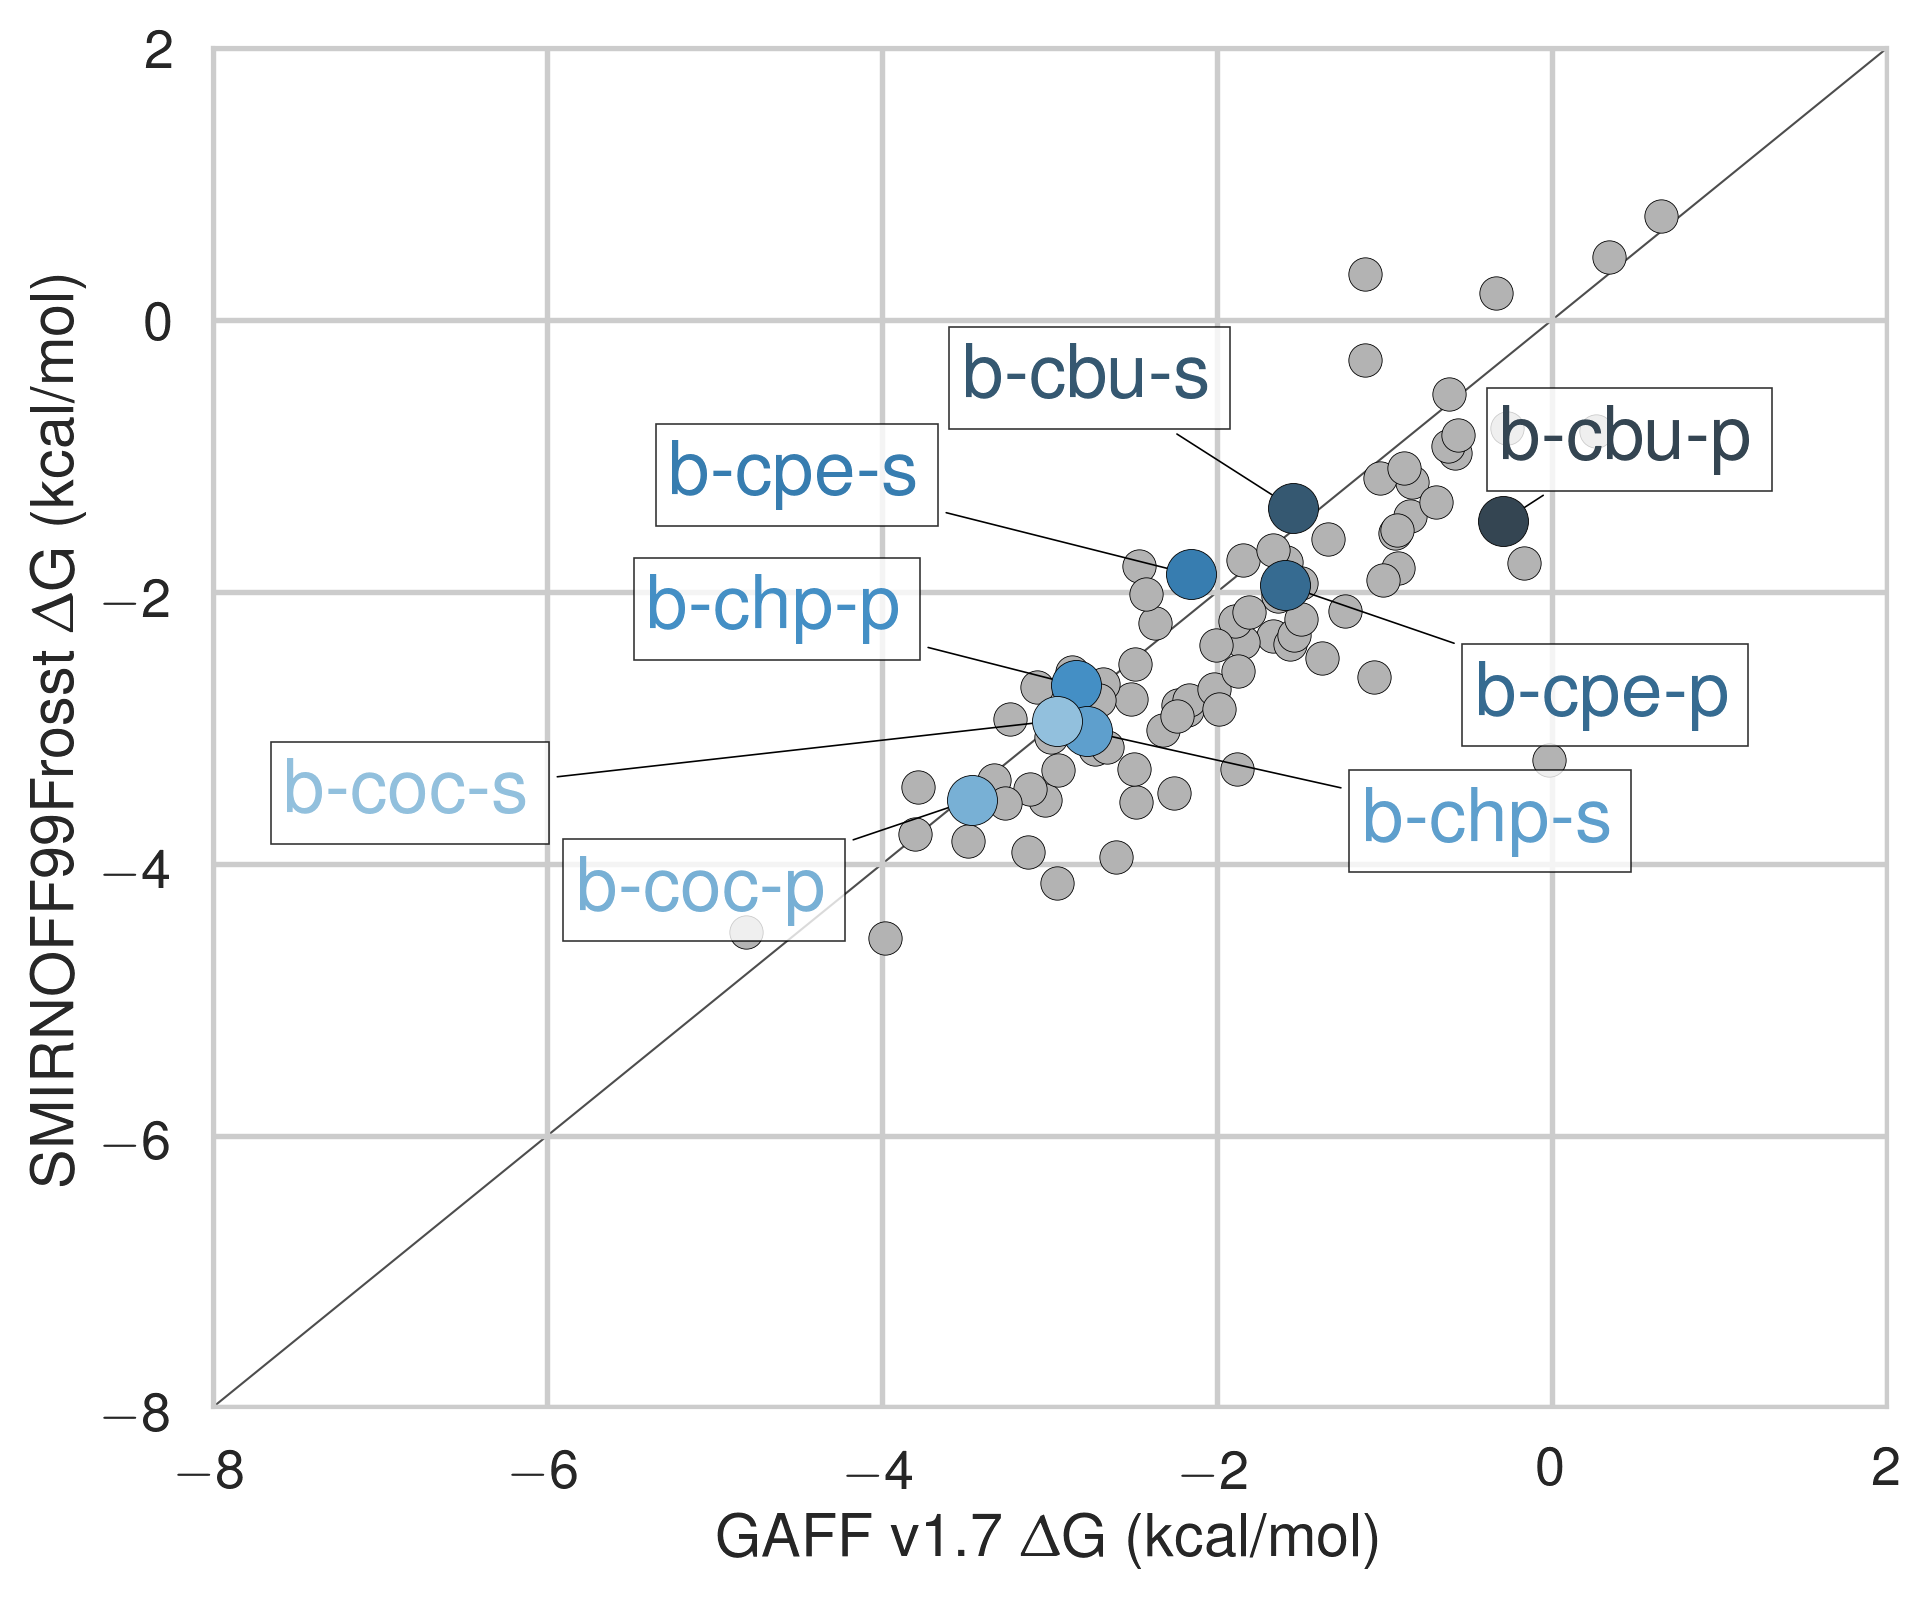 2
0
−2
−4
−6
−8
SMIRNOFF99Frosst ΔG (kcal/mol)
b-cbu-s
b-cbu-p
b-cpe-s
b-chp-p
b-cpe-p
b-coc-s
b-chp-s
b-coc-p
−8
−6
−4
−2
0
2
GAFF v1.7 ΔG (kcal/mol)